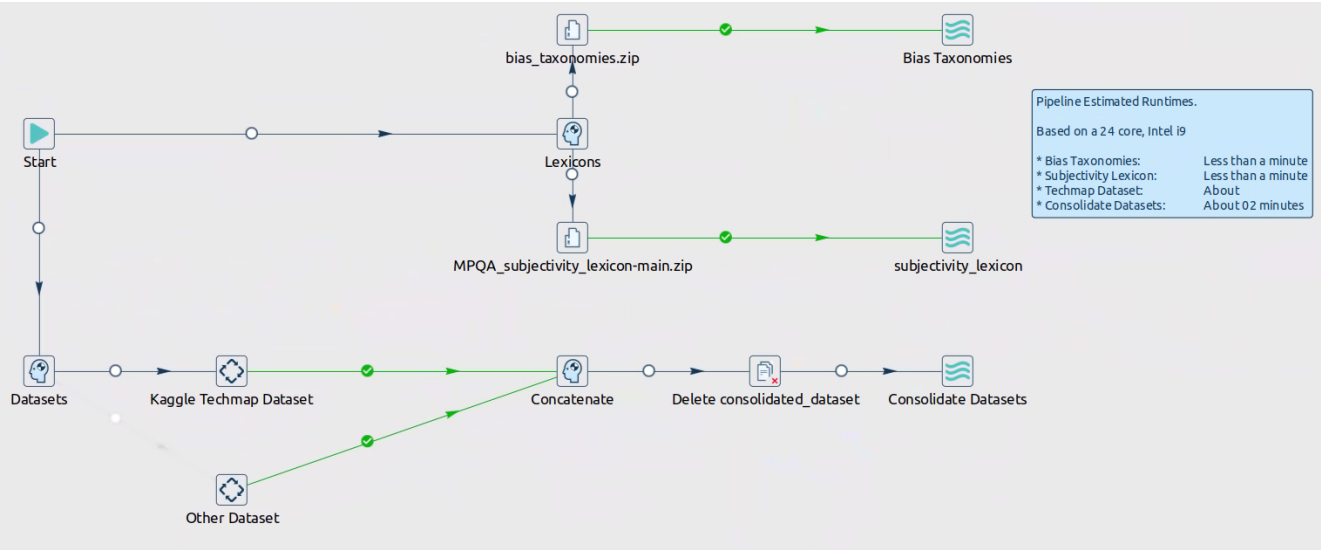 bias_taxonomies.zip
Bias Taxonomies
Pipeline Estimated Runtimes.
Based on a 24 core, Intel i9
* Bias Taxonomies: Less than a minute
* Subjectivity Lexicon: Less than a minute
* Techmap Dataset: About
* Consolidate Datasets: About 02 minutes
Start
Lexicons
MPQA_subjectivity_lexicon-main.zip
subjectivity_lexicon
Datasets
Kaggle Techmap Dataset
Concatenate
Delete consolidated_dataset
Consolidate Datasets
Other Dataset